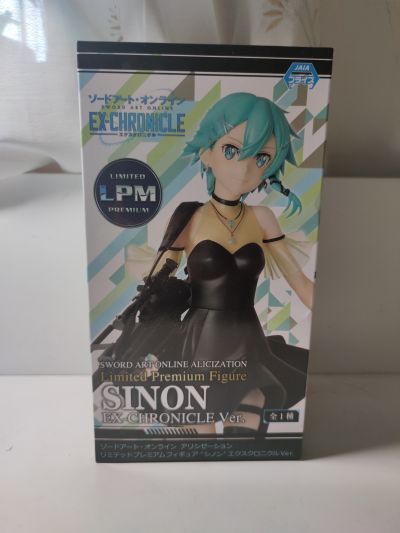 JAIA
プライズ
ソードアート・オンライン
SWORD ART ONLINE
EX-CHRONICLE
エクスクロニクル
LIMITED
LPM
PREMIUM
SWORD ART ONLINE ALICIZATION
Limited Premium Figure
SINON
EX-CHRONICLE Ver.
全1種
ソードアート・オンライン アリシゼーション
リミテッドプレミアムフィギュア“シノン”エクスクロニクルVer.